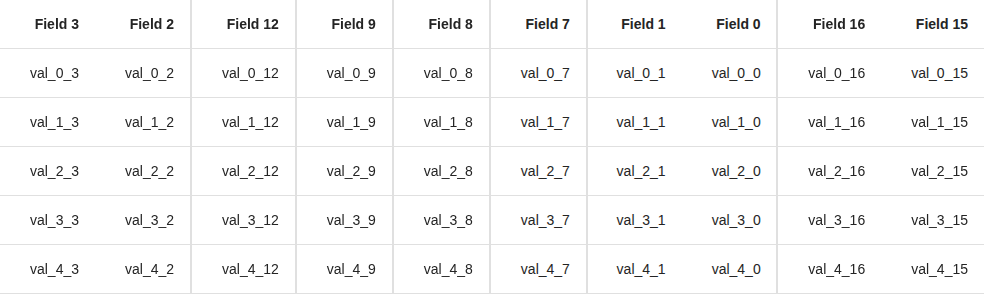 Field 3 Field 2 Field 12 Field 9 Field 8 Field 7 Field 1 Field 0 Field 16 Field 15
val_0_3 val_0_2 val_0_12 val_0_9 val_0_8 val_0_7 val_0_1 val_0_0 val_0_16 val_0_15
val_1_3 val_1_2 val_1_12 val_1_9 val_1_8 val_1_7 val_1_1 val_1_0 val_1_16 val_1_15
val_2_3 val_2_2 val_2_12 val_2_9 val_2_8 val_2_7 val_2_1 val_2_0 val_2_16 val_2_15
val_3_3 val_3_2 val_3_12 val_3_9 val_3_8 val_3_7 val_3_1 val_3_0 val_3_16 val_3_15
val_4_3 val_4_2 val_4_12 val_4_9 val_4_8 val_4_7 val_4_1 val_4_0 val_4_16 val_4_15